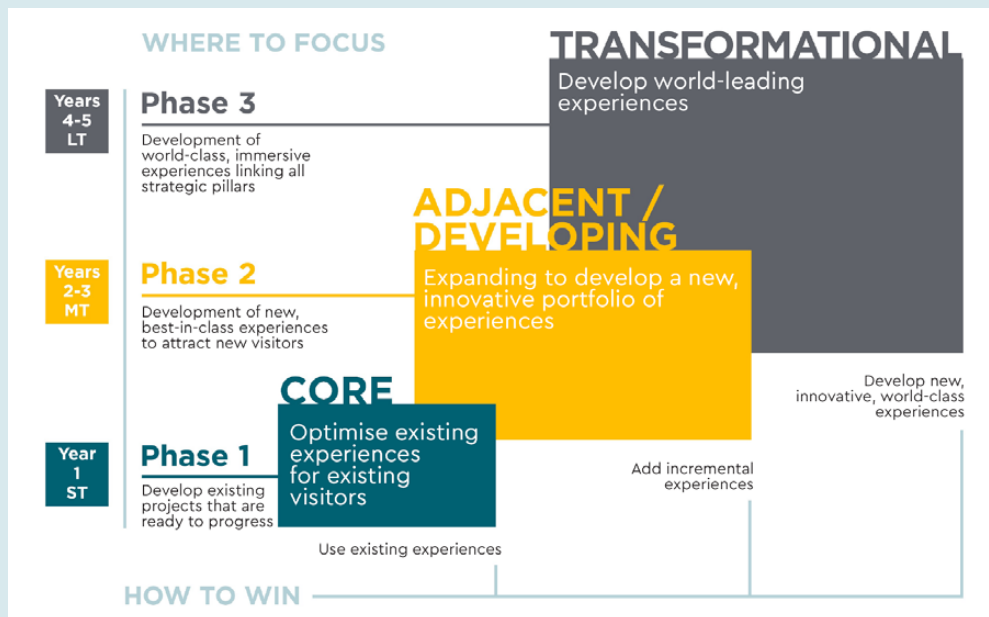 WHERE TO FOCUS
TRANSFORMATIONAL
Develop world-leading
experiences
Years
4-5
LT
Phase 3
Development of
world-class, immersive
experiences linking all
strategic pillars
ADJACENT /
DEVELOPING
Expanding to develop a new,
innovative portfolio of
experiences
Years
2-3
MT
Phase 2
Development of new,
best-in-class experiences
to attract new visitors
Develop new,
innovative, world-class
experiences
CORE
Optimise existing
experiences
for existing
visitors
Year
1
ST
Phase 1
Develop existing
projects that are
ready to progress
Add incremental
experiences
Use existing experiences
HOW TO WIN